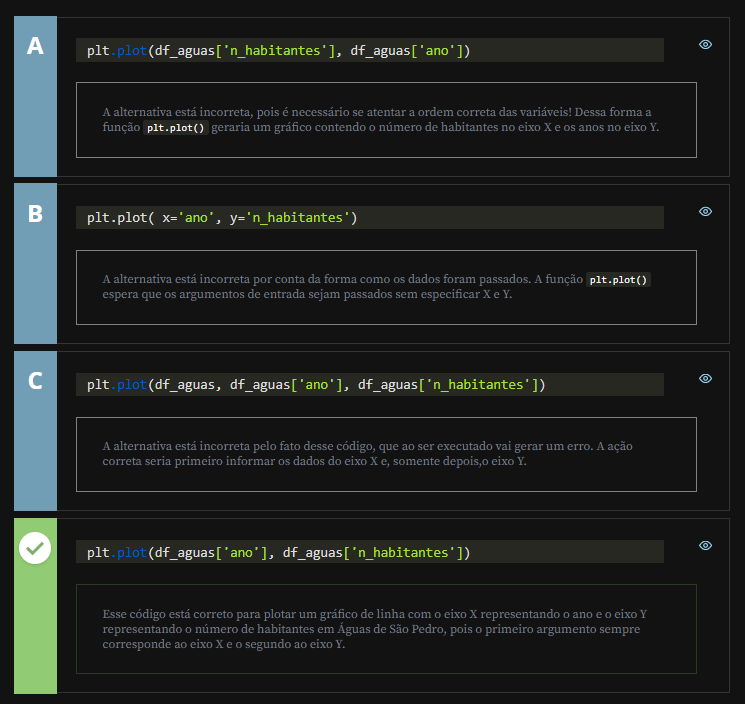 A
plt.plot(df_aguas['n_habitantes'], df_aguas['ano'])
A alternativa está incorreta, pois é necessário se atentar a ordem correta das variáveis! Dessa forma a
função plt.plot() geraria um gráfico contendo o número de habitantes no eixo X e os anos no eixo Y.
B
plt.plot( x='ano', y='n_habitantes')
A alternativa está incorreta por conta da forma como os dados foram passados. A função plt.plot()
espera que os argumentos de entrada sejam passados sem especificar X e Y.
C
plt.plot(df_aguas, df_aguas['ano'], df_aguas['n_habitantes'])
A alternativa está incorreta pelo fato desse código, que ao ser executado vai gerar um erro. A ação
correta seria primeiro informar os dados do eixo X e, somente depois,o eixo Y.
plt.plot(df_aguas['ano'], df_aguas['n_habitantes'])
Esse código está correto para plotar um gráfico de linha com o eixo X representando o ano e o eixo Y
representando o número de habitantes em Águas de São Pedro, pois o primeiro argumento sempre
corresponde ao eixo X e o segundo ao eixo Y.